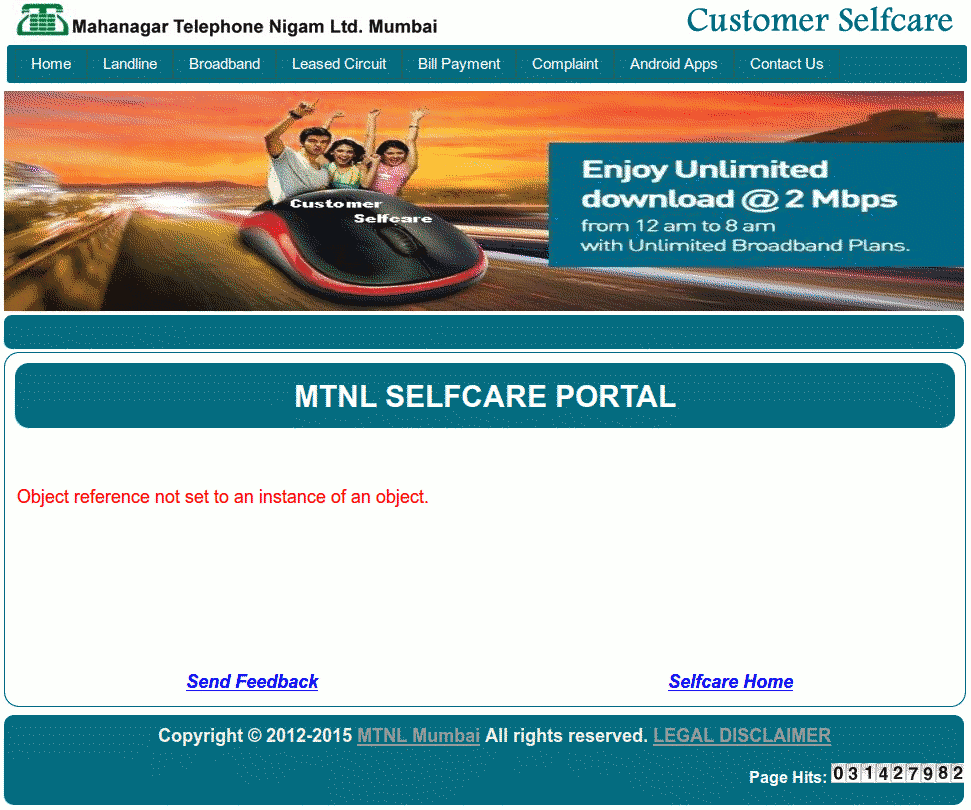 Mahanagar Telephone Nigam Ltd. Mumbai
Customer Selfcare
Home Landline Broadband Leased Circuit Bill Payment Complaint Android Apps Contact Us
Customer
Selfcare
Enjoy Unlimited
download @ 2 Mbps
from 12 am to 8 am
with Unlimited Broadband Plans.
MTNL SELFCARE PORTAL
Object reference not set to an instance of an object.
Send Feedback Selfcare Home
Copyright © 2012-2015 MTNL Mumbai All rights reserved. LEGAL DISCLAIMER
Page Hits: 031427982